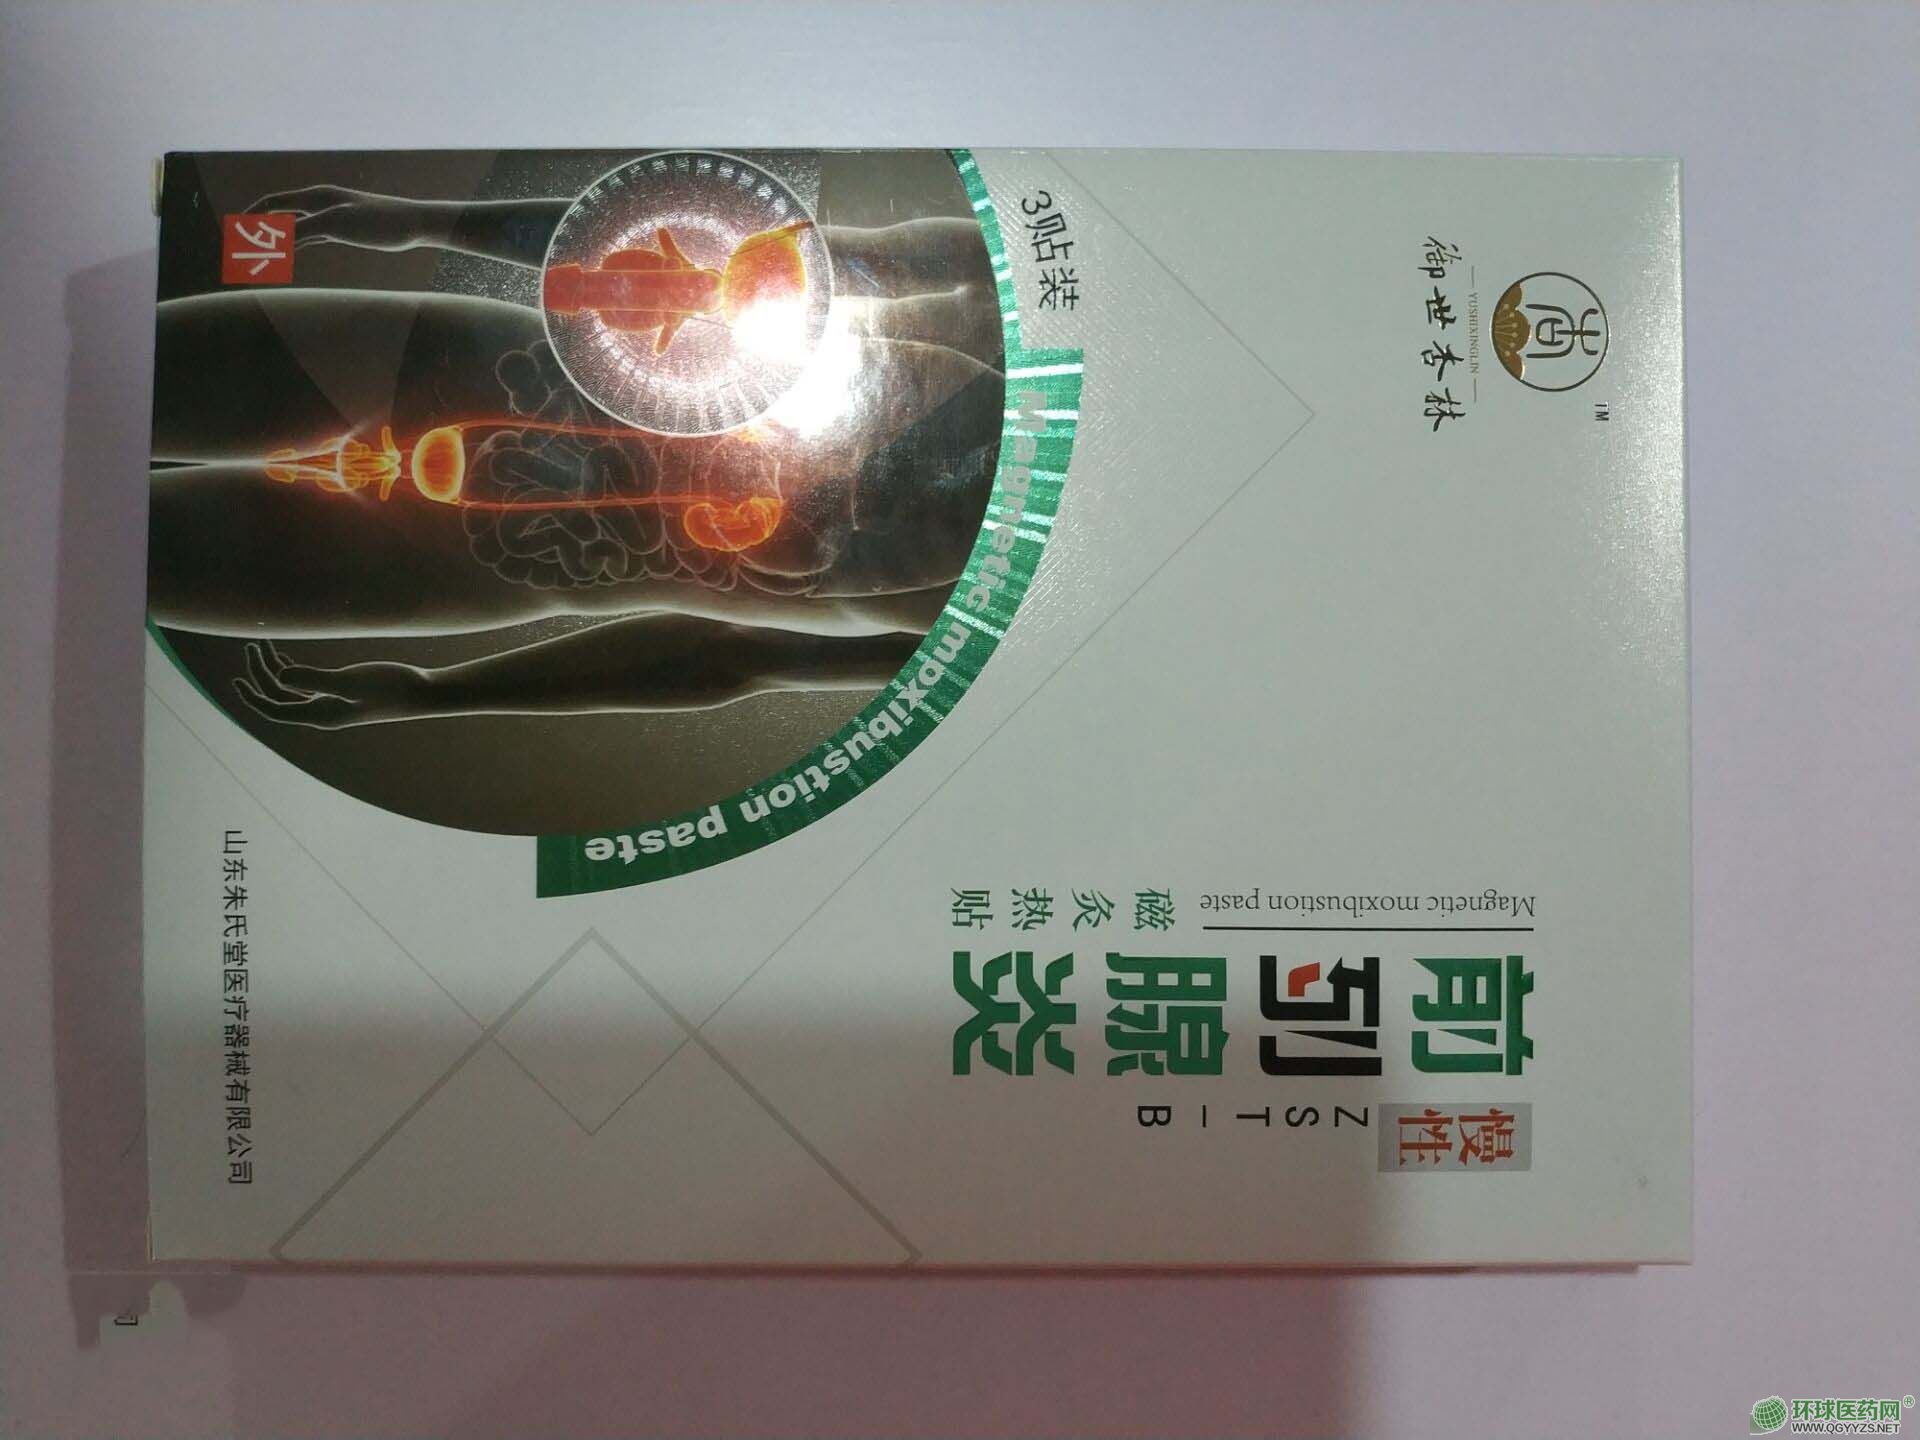 尚
TM
御世杏林
YUSHIXINGLIN
慢性
前列腺炎
ZST-B
Magnetic moxibustion paste
磁灸热贴
3贴装
Magnetic moxibustion paste
外
山东朱氏堂医疗器械有限公司
司
环球医药网®
WWW.QGYYZS.NET